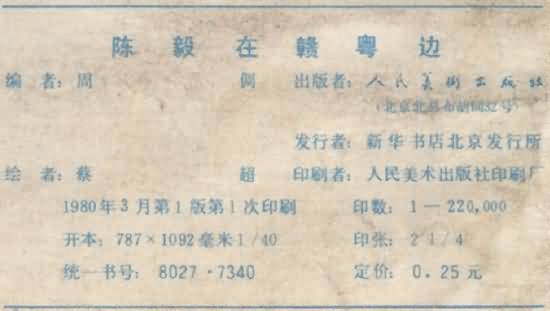 陈毅在赣粤边
编者：周 倜 出版者：人民美術出版社
（北京北总布胡同32号）
发行者：新华书店北京发行所
绘者：蔡 超 印刷者：人民美术出版社印刷厂
1980年3月第1版第1次印刷 印数：1—220,000
开本：787×1092毫米1/40 印张：2 1/4
统一书号：8027·7340 定价：0.25元